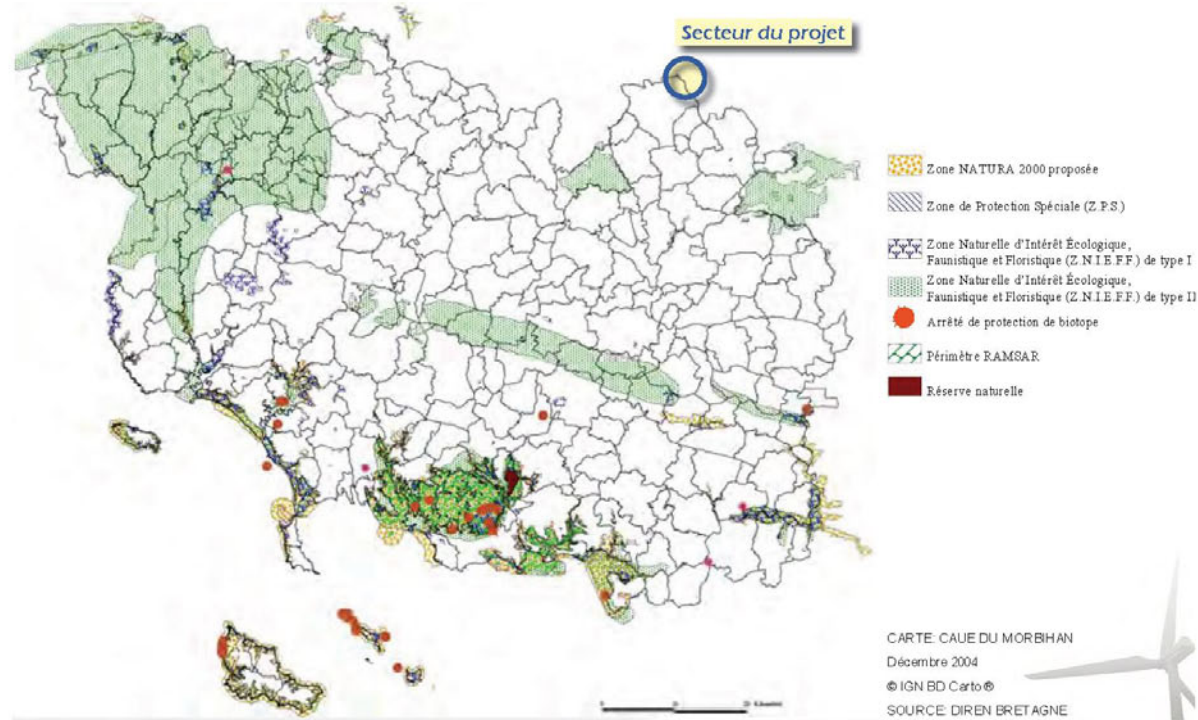 Secteur du projet
Zone NATURA 2000 proposée
Zone de Protection Spéciale (Z.P.S.)
Zone Naturelle d'Intérêt Écologique,
Faunistique et Floristique (Z.N.I.E.F.F.) de type I
Zone Naturelle d'Intérêt Écologique,
Faunistique et Floristique (Z.N.I.E.F.F.) de type II
Arrêté de protection de biotope
Périmètre RAMSAR
Réserve naturelle
CARTE: CAUE DU MORBIHAN
Décembre 2004
© IGN BD Carto®
SOURCE: DIREN BRETAGNE